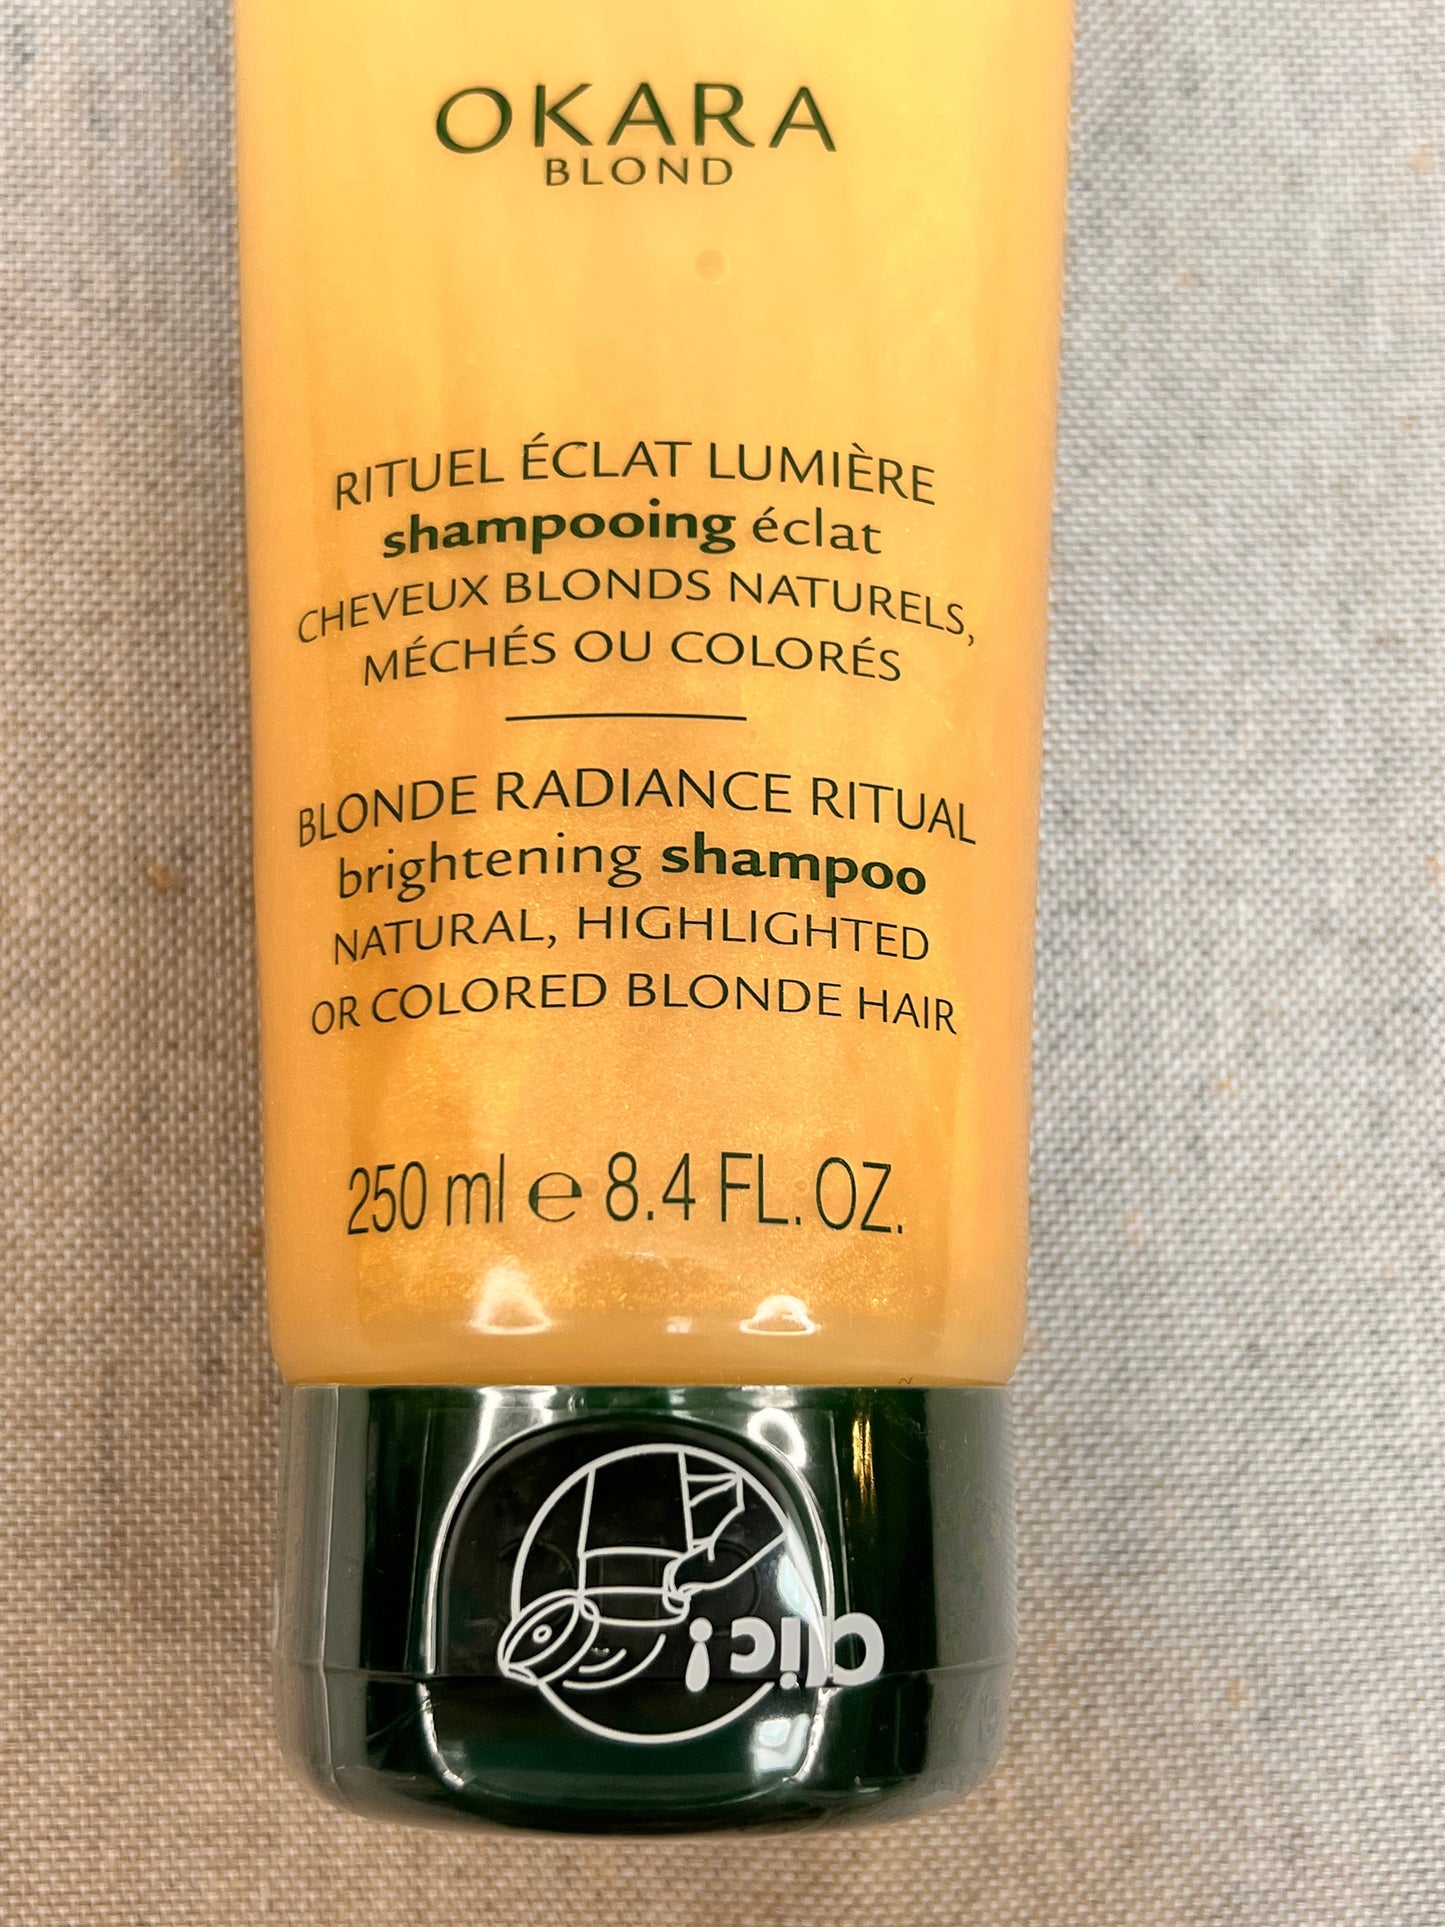 OKARA
BLOND
RITUEL ÉCLAT LUMIÈRE
shampooing éclat
CHEVEUX BLONDS NATURELS,
MÉCHÉS OU COLORÉS
BLONDE RADIANCE RITUAL
brightening shampoo
NATURAL, HIGHLIGHTED
OR COLORED BLONDE HAIR
250 ml e 8.4 FL. OZ.
clic!